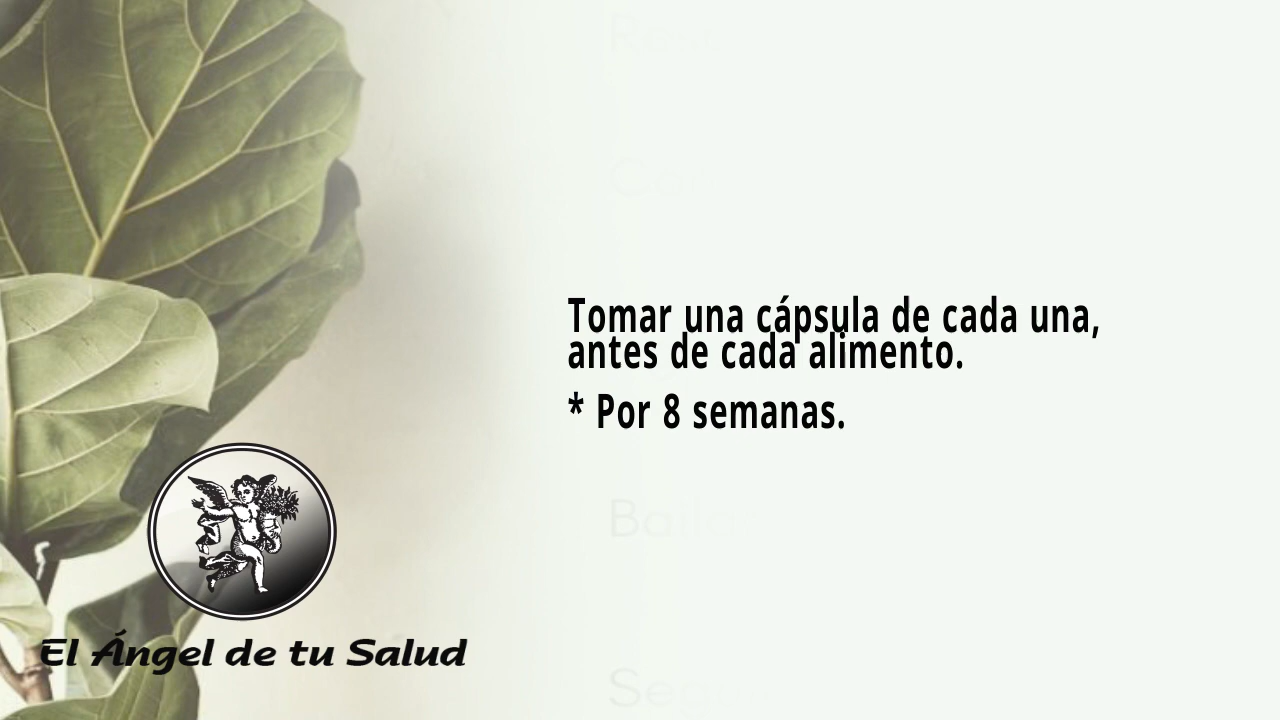 Tomar una cápsula de cada una,
antes de cada alimento.
* Por 8 semanas.
El Ángel de tu Salud